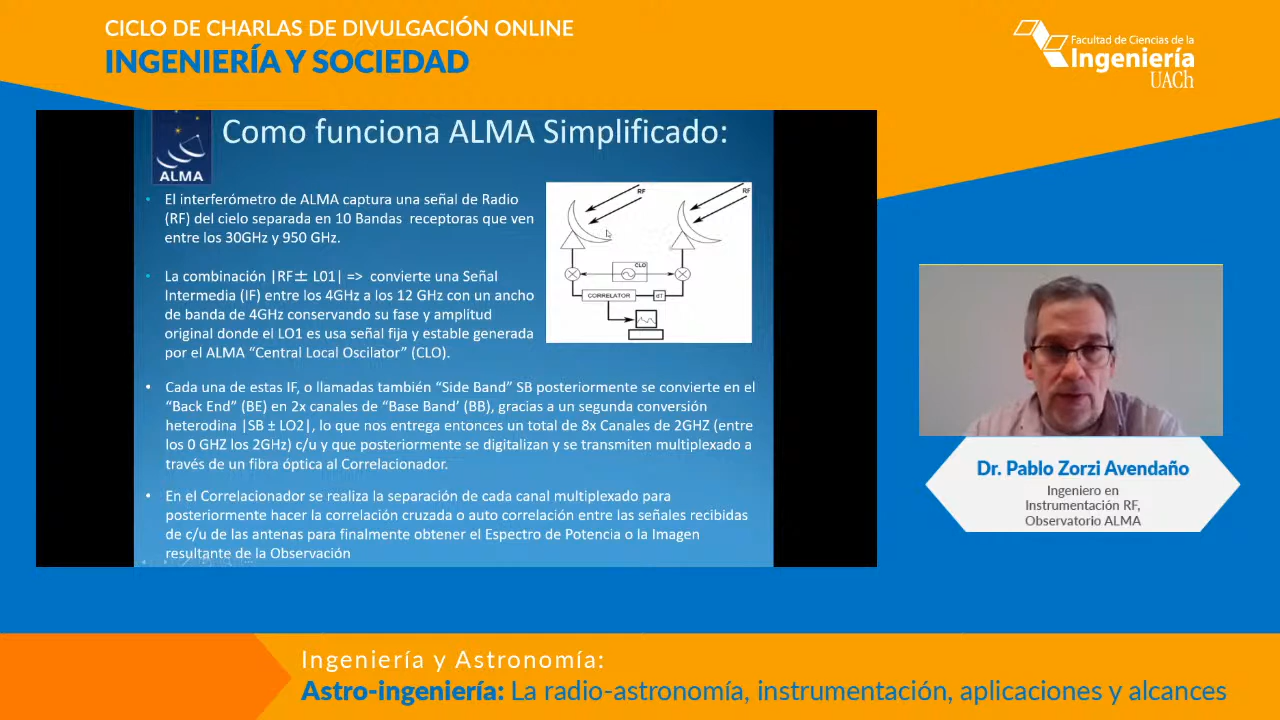 CICLO DE CHARLAS DE DIVULGACIÓN ONLINE
INGENIERÍA Y SOCIEDAD
Facultad de Ciencias de la
Ingeniería
UACh
ALMA
Como funciona ALMA Simplificado:
• El interferómetro de ALMA captura una señal de Radio
(RF) del cielo separada en 10 Bandas receptoras que ven
entre los 30GHz y 950 GHz.
• La combinación |RF± L01| => convierte una Señal
Intermedia (IF) entre los 4GHz a los 12 GHz con un ancho
de banda de 4GHz conservando su fase y amplitud
original donde el LO1 es usa señal fija y estable generada
por el ALMA “Central Local Oscilator” (CLO).
RF
RF
CLO
CORRELATOR
dT
• Cada una de estas IF, o llamadas también “Side Band” SB posteriormente se convierte en el
“Back End” (BE) en 2x canales de “Base Band’ (BB), gracias a un segunda conversión
heterodina |SB ± LO2|, lo que nos entrega entonces un total de 8x Canales de 2GHZ (entre
los 0 GHZ los 2GHz) c/u y que posteriormente se digitalizan y se transmiten multiplexado a
través de un fibra óptica al Correlacionador.
• En el Correlacionador se realiza la separación de cada canal multiplexado para
posteriormente hacer la correlación cruzada o auto correlación entre las señales recibidas
de c/u de las antenas para finalmente obtener el Espectro de Potencia o la Imagen
resultante de la Observación
Dr. Pablo Zorzi Avendaño
Ingeniero en
Instrumentación RF,
Observatorio ALMA
Ingeniería y Astronomía:
Astro-ingeniería: La radio-astronomía, instrumentación, aplicaciones y alcances